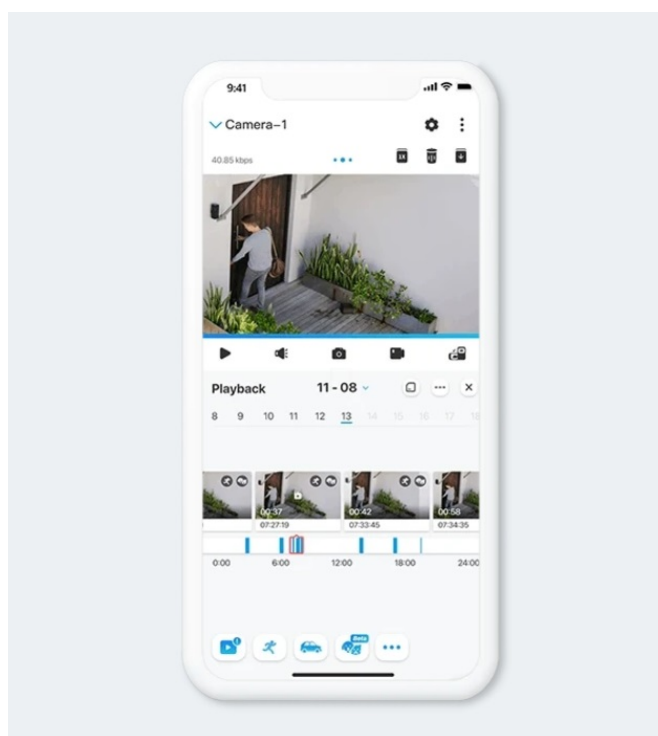 9:41
Camera-1
40.85 kbps
1X
Playback 11 - 08
8 9 10 11 12 13 14 15 16 17 18
00:37 00:42 00:58
07:27:19 07:33:45 07:34:35
0:00 6:00 12:00 18:00 24:00
Beta